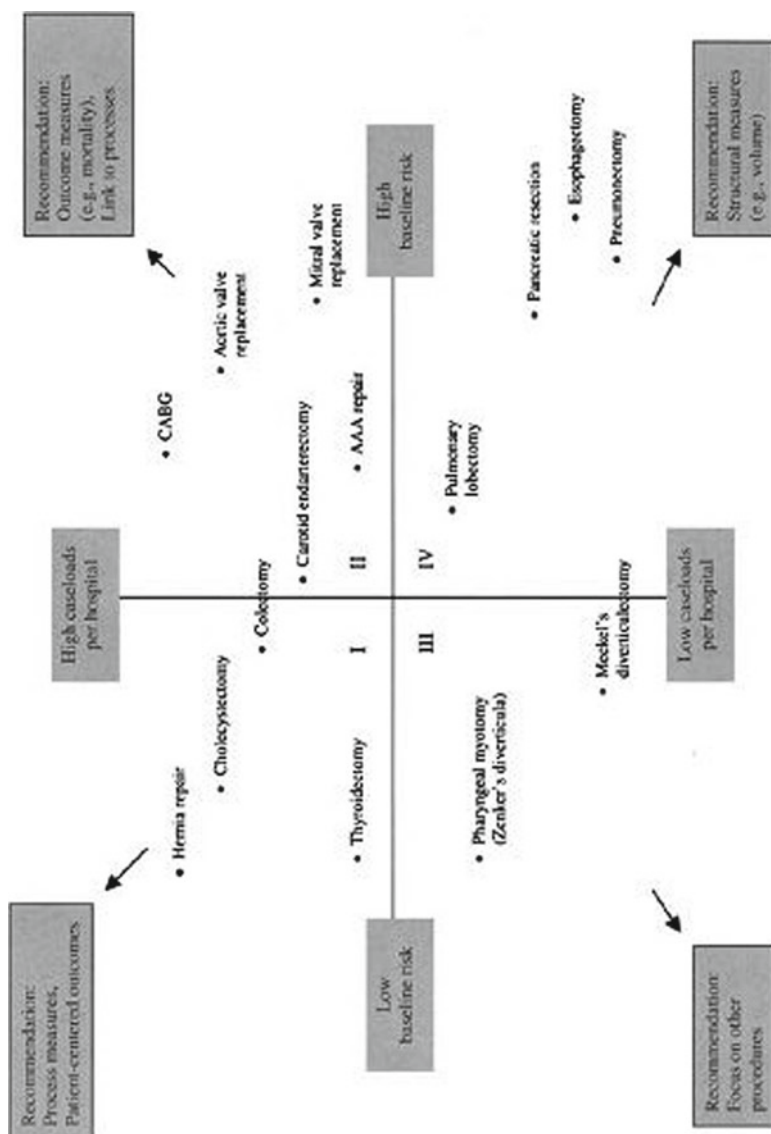 Recommendation:
Process measures,
Patient-centered outcomes
High caseloads
per hospital
Recommendation:
Outcome measures
(e.g., mortality),
Link to processes
• Hernia repair
• CABG
• Cholecystectomy
• Aortic valve
replacement
• Colectomy
• Carotid endarterectomy
• Mitral valve
replacement
• Thyroidectomy
• AAA repair
I
II
Low
baseline risk
High
baseline risk
III
IV
• Pharyngeal myotomy
(Zenker's diverticula)
• Pulmonary
lobectomy
• Pancreatic resection
• Esophagectomy
• Meckel's
diverticulectomy
• Pneumonectomy
Recommendation:
Focus on other
procedures
Low caseloads
per hospital
Recommendation:
Structural measures
(e.g., volume)